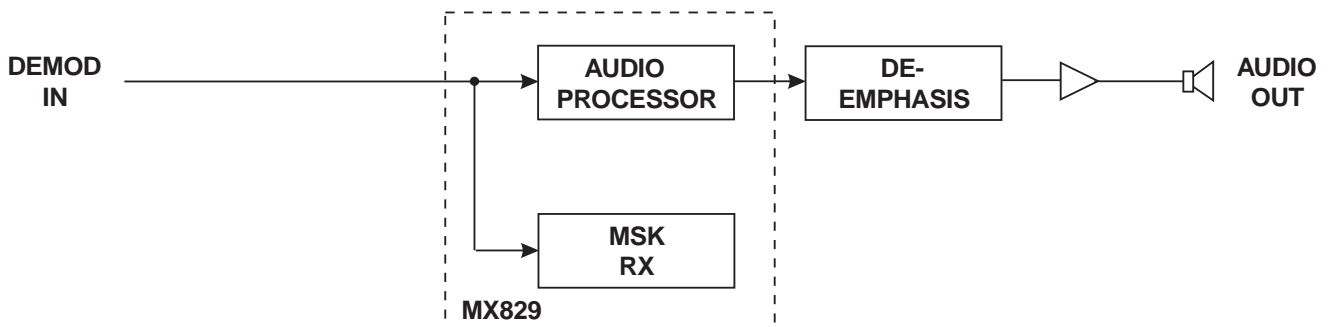 DEMOD
IN
AUDIO
PROCESSOR
DE-
EMPHASIS
AUDIO
OUT
MSK
RX
MX829